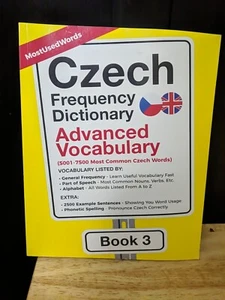 MostUsedWords
Czech
Frequency
Dictionary
Advanced
Vocabulary
(5001-7500 Most Common Czech Words)
VOCABULARY LISTED BY:
- General Frequency - Learn Useful Vocabulary Fast
- Part of Speech - Most Common Nouns, Verbs, Etc.
- Alphabet - All Words Listed From A to Z
EXTRA:
- 2500 Example Sentences - Showing You Word Usage
- Phonetic Spelling - Pronounce Czech Correctly
Book 3